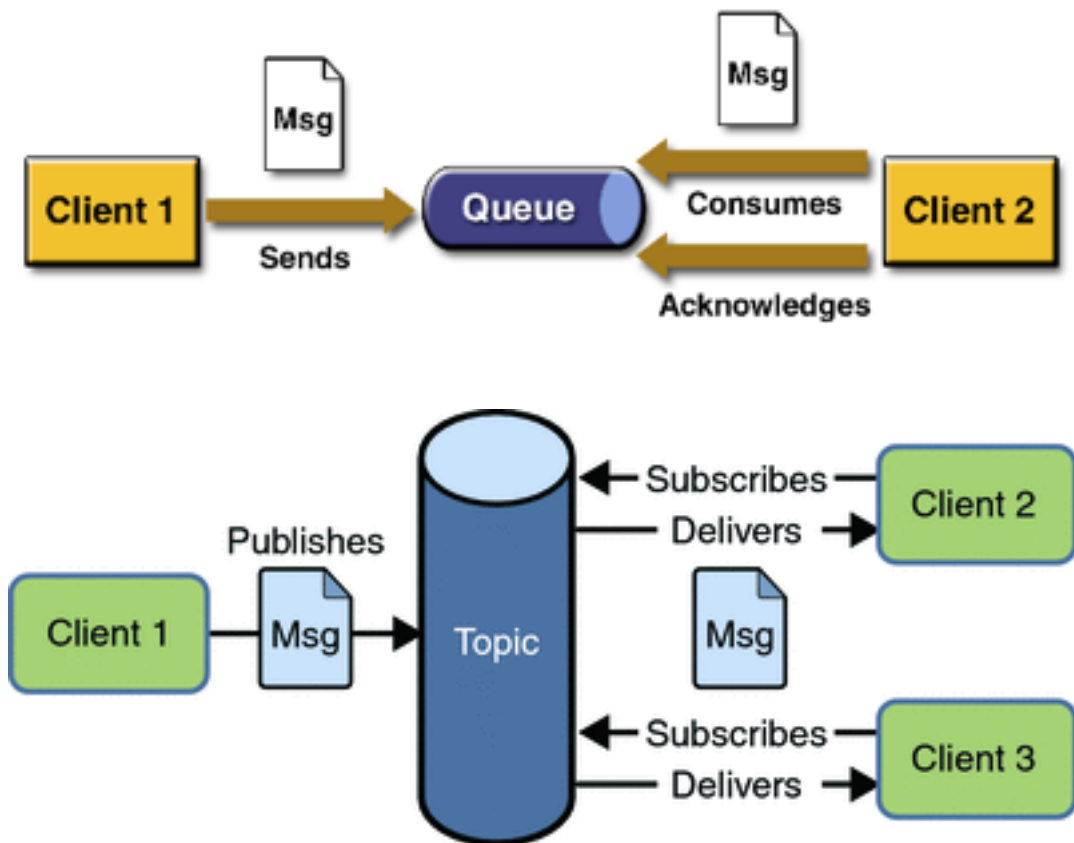 Msg
Msg
Client 1
Sends
Queue
Consumes
Acknowledges
Client 2
Client 1
Publishes
Msg
Topic
Subscribes
Delivers
Client 2
Msg
Subscribes
Delivers
Client 3